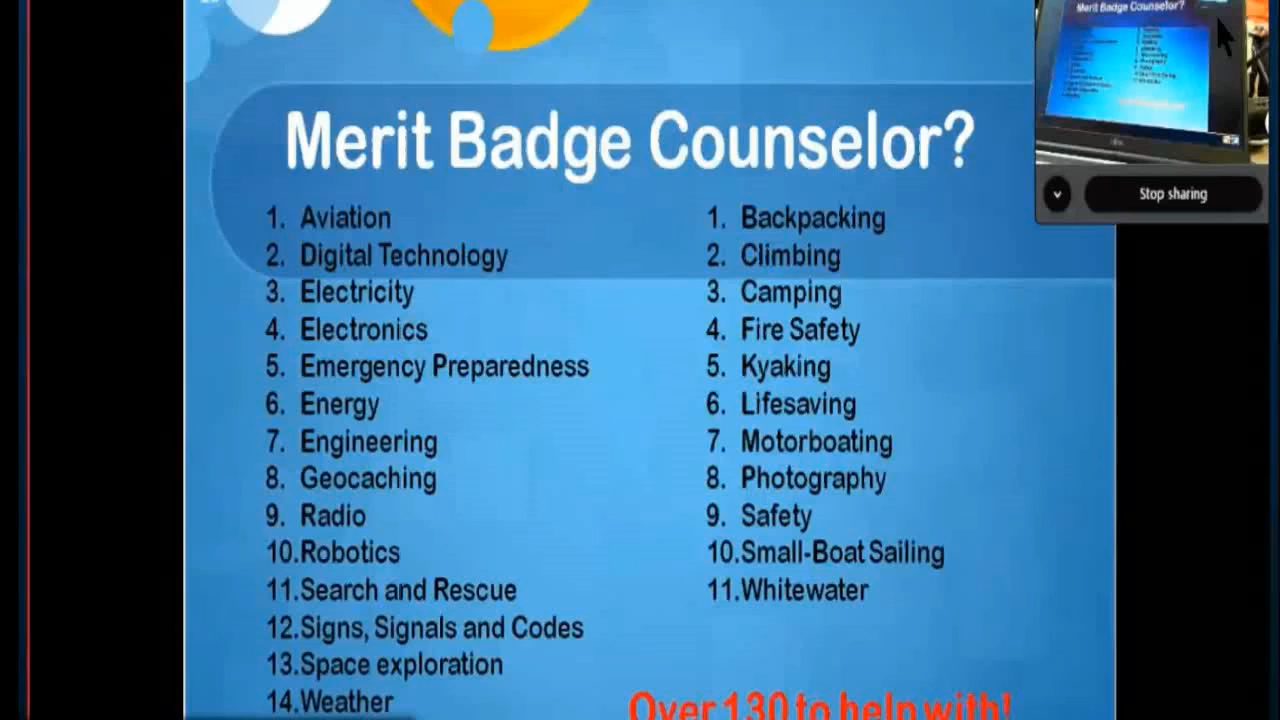 Merit Badge Counselor?
1. Aviation
2. Digital Technology
3. Electricity
4. Electronics
5. Emergency Preparedness
6. Energy
7. Engineering
8. Geocaching
9. Radio
10.Robotics
11.Search and Rescue
12.Signs, Signals and Codes
13.Space exploration
14.Weather
1. Backpacking
2. Climbing
3. Camping
4. Fire Safety
5. Kyaking
6. Lifesaving
7. Motorboating
8. Photography
9. Safety
10.Small-Boat Sailing
11.Whitewater
Over 130 to help with!
Merit Badge Counselor?
Stop sharing